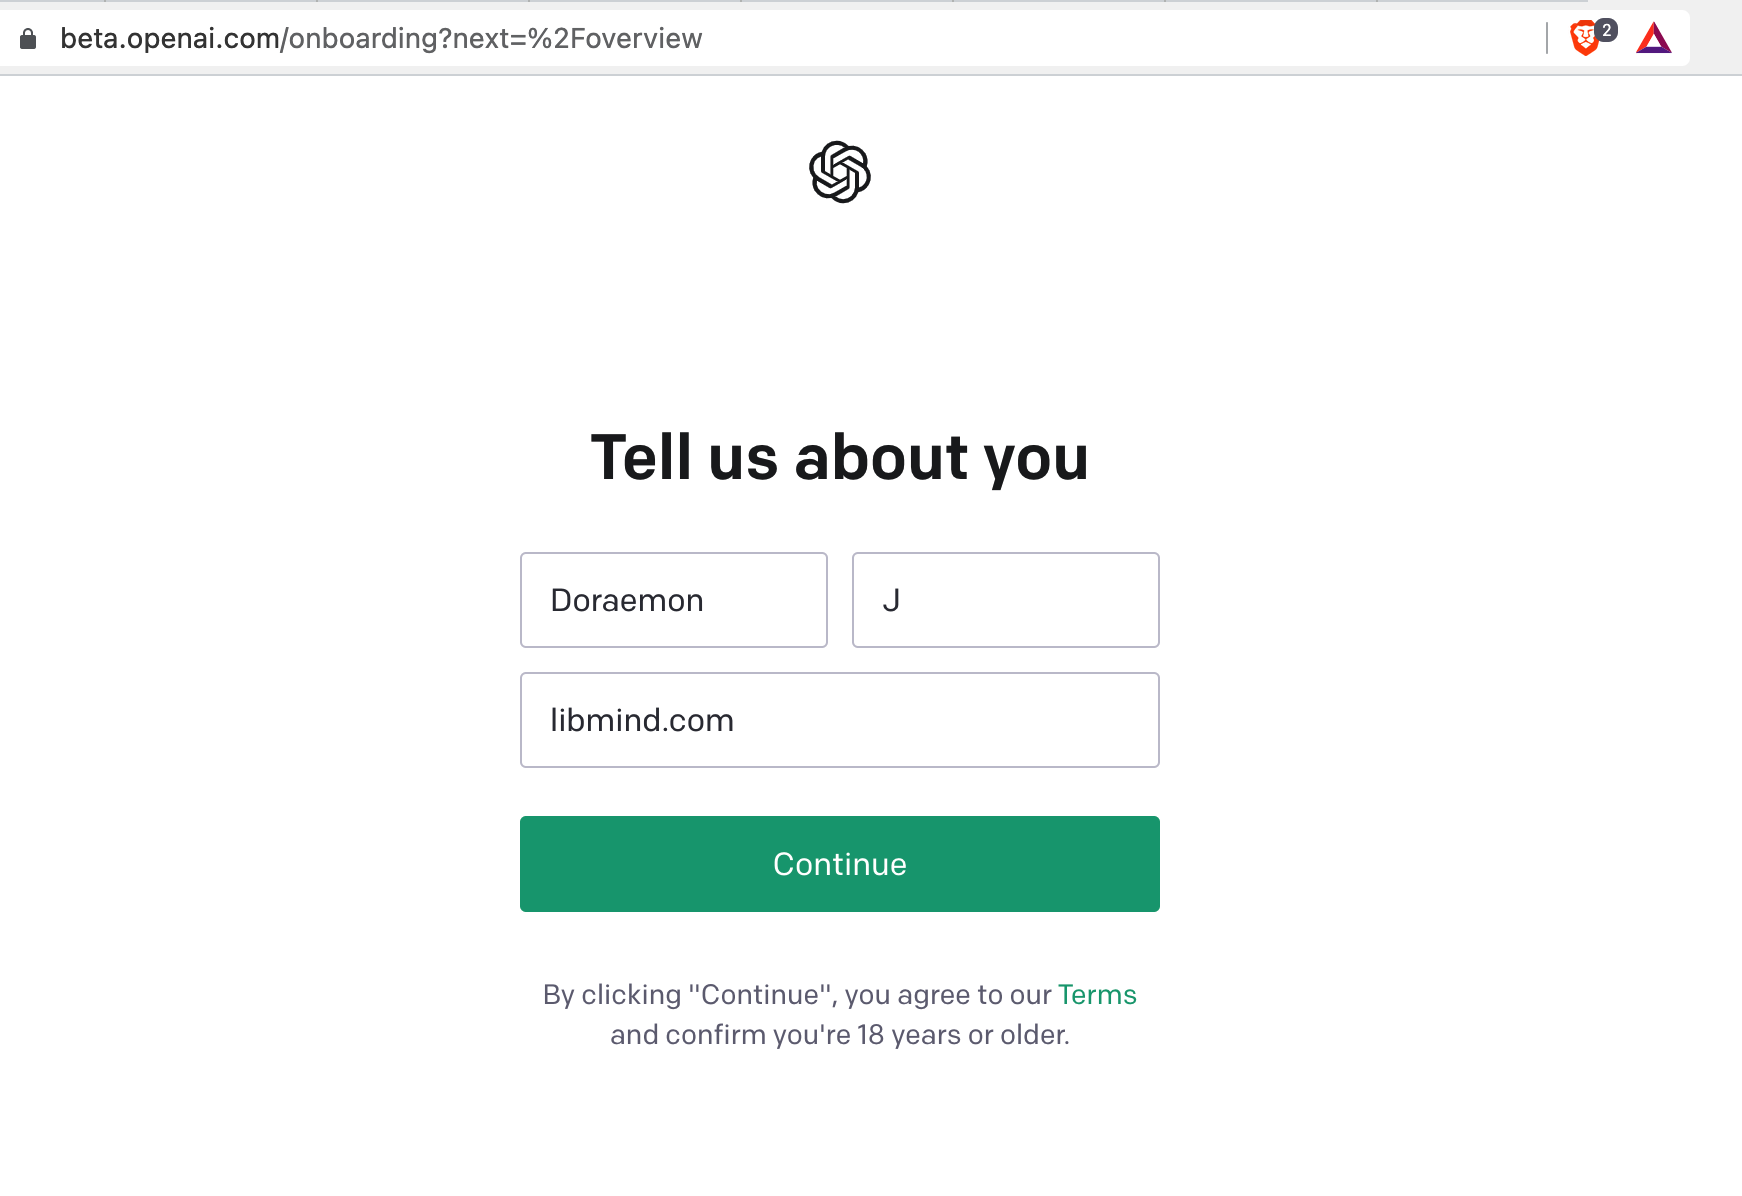 beta.openai.com/onboarding?next=%2Foverview
2
Tell us about you
Doraemon
J
libmind.com
Continue
By clicking "Continue", you agree to our Terms
and confirm you're 18 years or older.